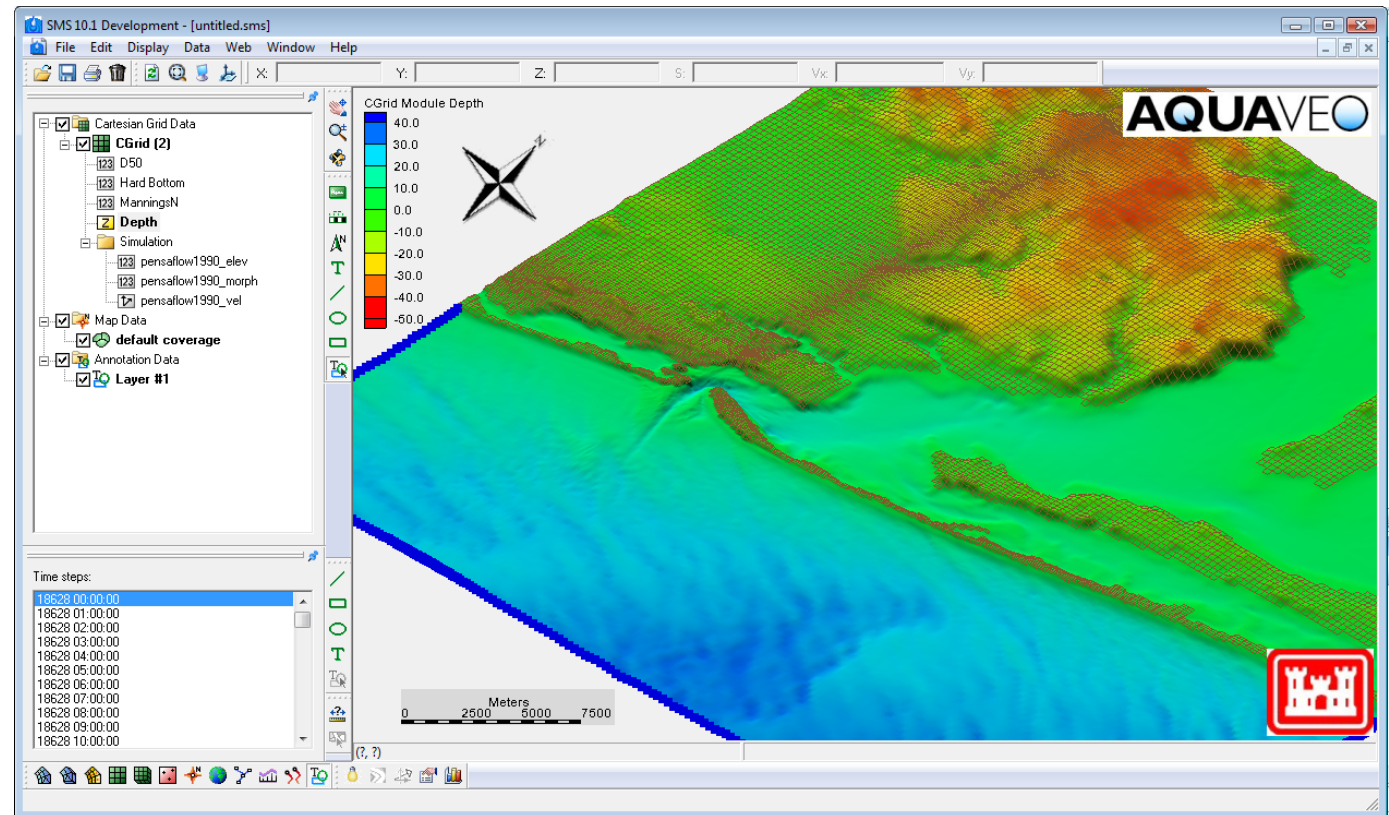 SMS 10.1 Development - [untitled.sms]
File Edit Display Data Web Window Help
X: Y: Z: S: Vx: Vy:
Cartesian Grid Data
CGrid (2)
123 D50
123 Hard Bottom
123 ManningsN
Z Depth
Simulation
123 pensaflow1990_elev
123 pensaflow1990_morph
pensaflow1990_vel
Map Data
default coverage
Annotation Data
Layer #1
Time steps:
18628 00:00:00
18628 01:00:00
18628 02:00:00
18628 03:00:00
18628 04:00:00
18628 05:00:00
18628 06:00:00
18628 07:00:00
18628 08:00:00
18628 09:00:00
18628 10:00:00
CGrid Module Depth
40.0
30.0
20.0
10.0
0.0
-10.0
-20.0
-30.0
-40.0
-50.0
N
AQUAVEO
Meters
0 2500 5000 7500
(?, ?)